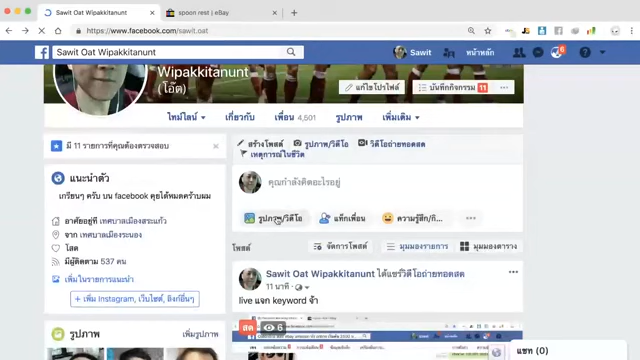 Sawit Oat Wipakkitanunt
spoon rest | eBay
https://www.facebook.com/sawit.oat
Sawit Oat Wipakkitanunt
Sawit
หน้าหลัก
6
Wipakkitanunt
(โอ๊ต)
แก้ไขโปรไฟล์
บันทึกกิจกรรม 11
ไทม์ไลน์
เกี่ยวกับ
เพื่อน 4,501
รูปภาพ
เพิ่มเติม
มี 11 รายการที่คุณต้องตรวจสอบ
แนะนำตัว
เกรียนๆ ครับ บน facebook คุยได้หมดคร้าบผม
อาศัยอยู่ที่ เทศบาลเมืองสระแก้ว
จาก เทศบาลเมืองระนอง
โสด
มีผู้ติดตาม 537 คน
เพิ่มในรายการแนะนำ
+ เพิ่ม Instagram, เว็บไซต์, ลิงก์อื่นๆ
รูปภาพ
เพิ่มรูปภาพ
สร้างโพสต์
รูปภาพ/วิดีโอ
วิดีโอถ่ายทอดสด
เหตุการณ์ในชีวิต
คุณกำลังคิดอะไรอยู่
รูปภาพ/วิดีโอ
แท็กเพื่อน
ความรู้สึก/กิ...
โพสต์
จัดการโพสต์
มุมมองรายการ
มุมมองตาราง
Sawit Oat Wipakkitanunt ได้แชร์วิดีโอถ่ายทอดสด
11 นาที
live แจก keyword จ้า
สด
6
แชท (0)